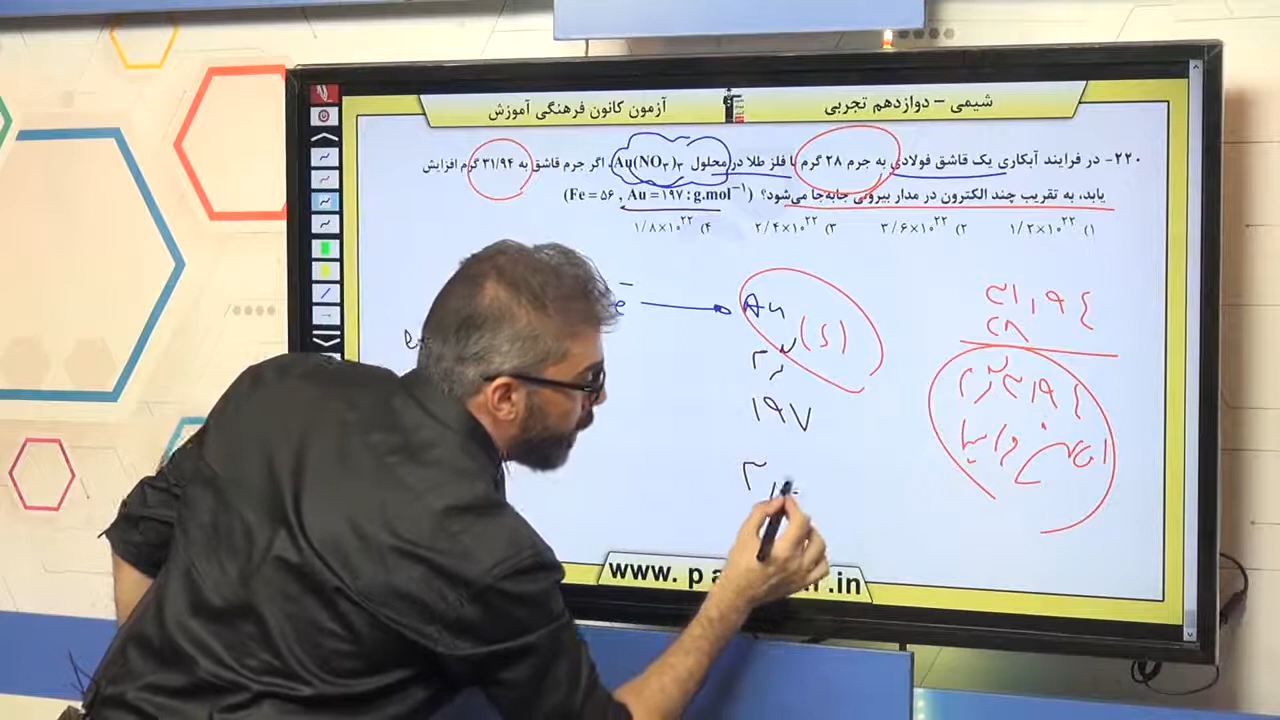 شیمی – دوازدهم تجربی
آزمون کانون فرهنگی آموزش
۲۲۰- در فرایند آبکاری یک قاشق فولادی به جرم ۲۸ گرم با فلز طلا در محلول Au(NO۳)۳، اگر جرم قاشق به ۳۱/۹۴ گرم افزایش
یابد، به تقریب چند الکترون در مدار بیرونی جابه‌جا می‌شود؟ (Fe = ۵۶ , Au = ۱۹۷ : g.mol⁻¹)
۱) ۱/۲×۱۰²² ۲) ۳/۶×۱۰²² ۳) ۲/۴×۱۰²² ۴) ۱/۸×۱۰²²
۳۱,۹۴
۲۸
e⁻ → Au (s)
۱۹۷
www.
.in